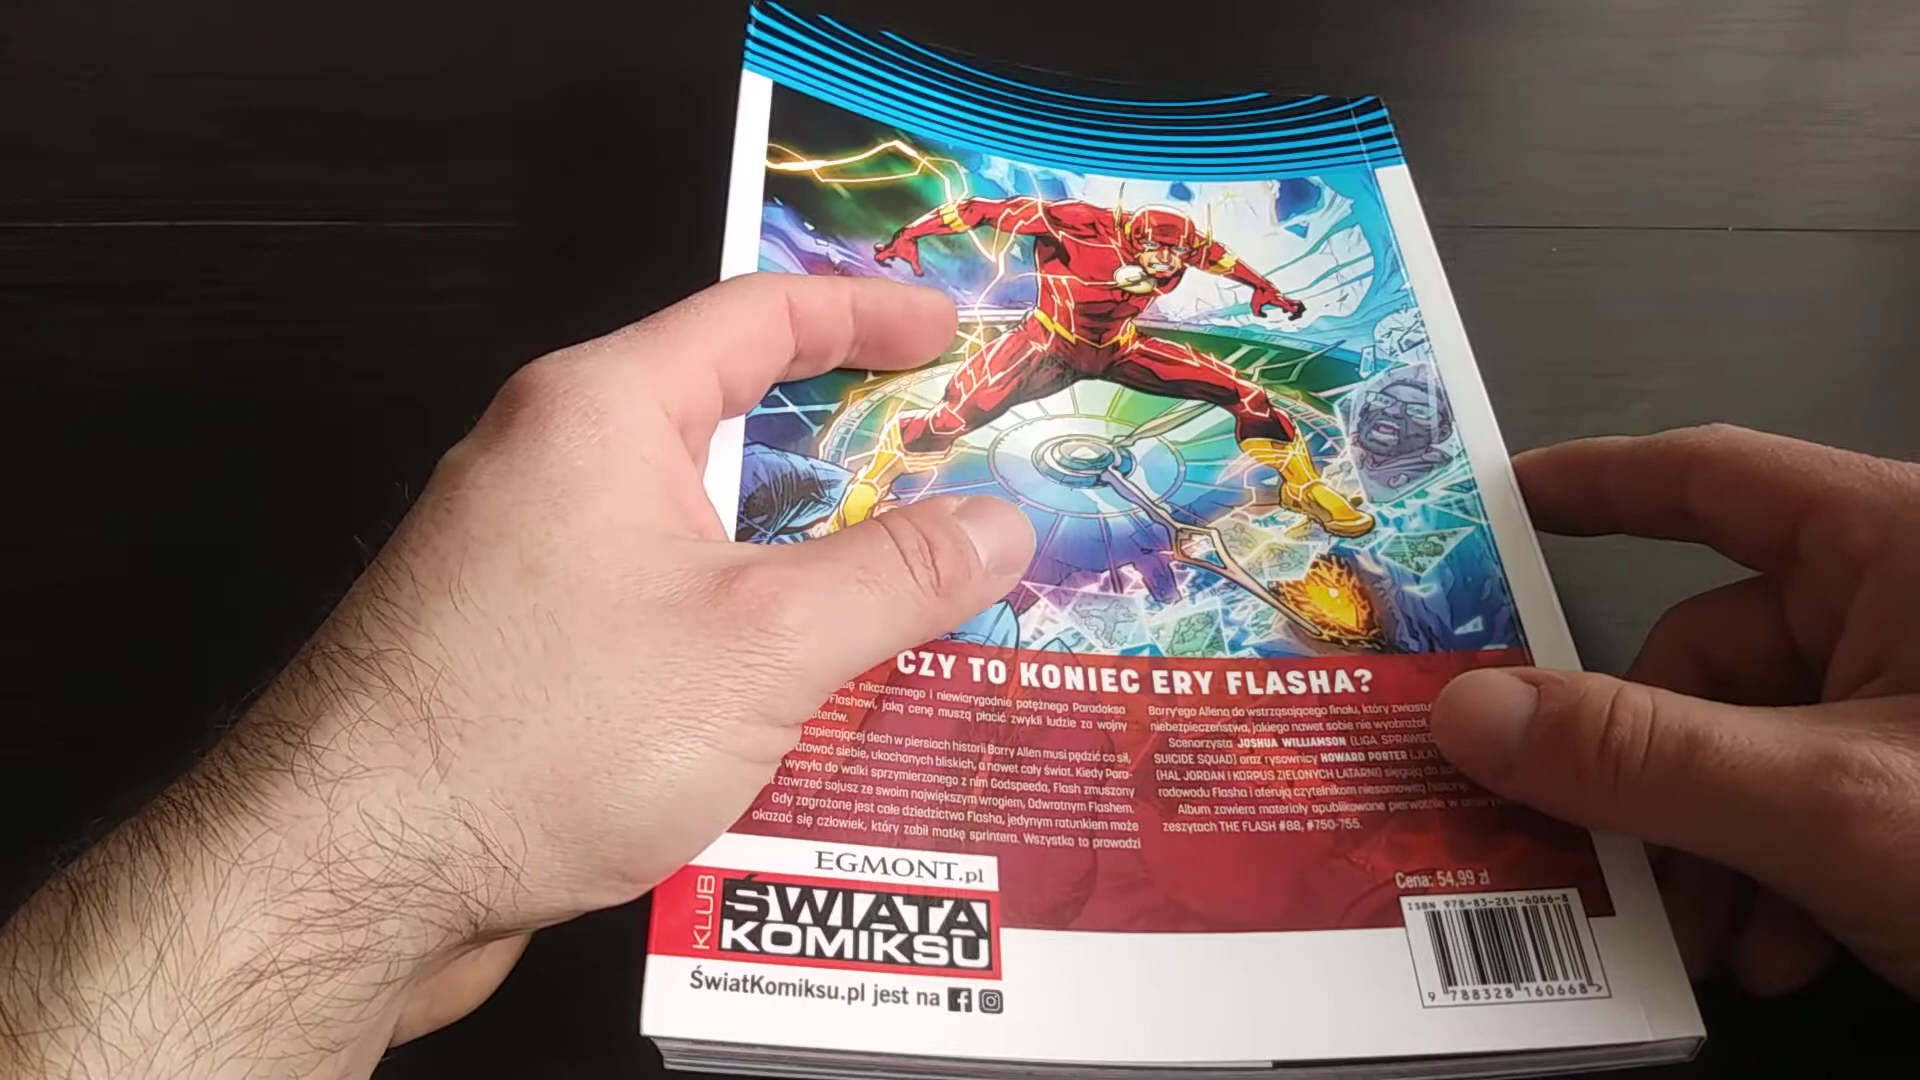 CZY TO KONIEC ERY FLASHA?
nikczemnego i niewiarygodnie potężnego Paradoksa
Flashowi, jaką cenę muszą płacić zwykli ludzie za wojny
zapierającej dech w piersiach historii Barry Allen musi pędzić co sił,
siebie, ukochanych bliskich, a nawet cały świat. Kiedy Para-
wysyła do walki sprzymierzonego z nim Godspeeda, Flash zmuszony
zawrzeć sojusz ze swoim największym wrogiem, Odwrotnym Flashem.
Gdy zagrożone jest całe dziedzictwo Flasha, jedynym ratunkiem może
okazać się człowiek, który zabił matkę sprintera. Wszystko to prowadzi
Barry'ego Allena do wstrząsającego finału, który
niebezpieczeństwa, jakiego nawet sobie nie wyobrażał
Scenarzysta JOSHUA WILLIAMSON (LIGA
SUICIDE SQUAD) oraz rysownicy HOWARD PORTER (JLA)
(HAL JORDAN I KORPUS ZIELONYCH LATARNI) sięgają do
rodowodu Flasha i oferują czytelnikom niesamowitą
Album zawiera materiały opublikowane pierwotnie w
zeszytach THE FLASH #88, #750-755.
EGMONT.pl
KLUB
ŚWIATA
KOMIKSU
ŚwiatKomiksu.pl jest na
Cena: 54,99 zł
ISBN 978-83-281-6066-8
9 788328 160668 >